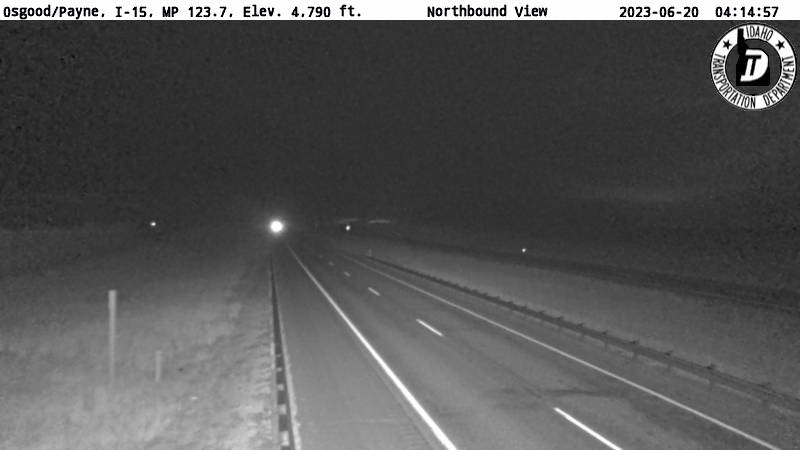 Osgood/Payne, I-15, MP 123.7, Elev. 4,790 ft. Northbound View 2023-06-20 04:14:57
IDAHO
TRANSPORTATION DEPARTMENT